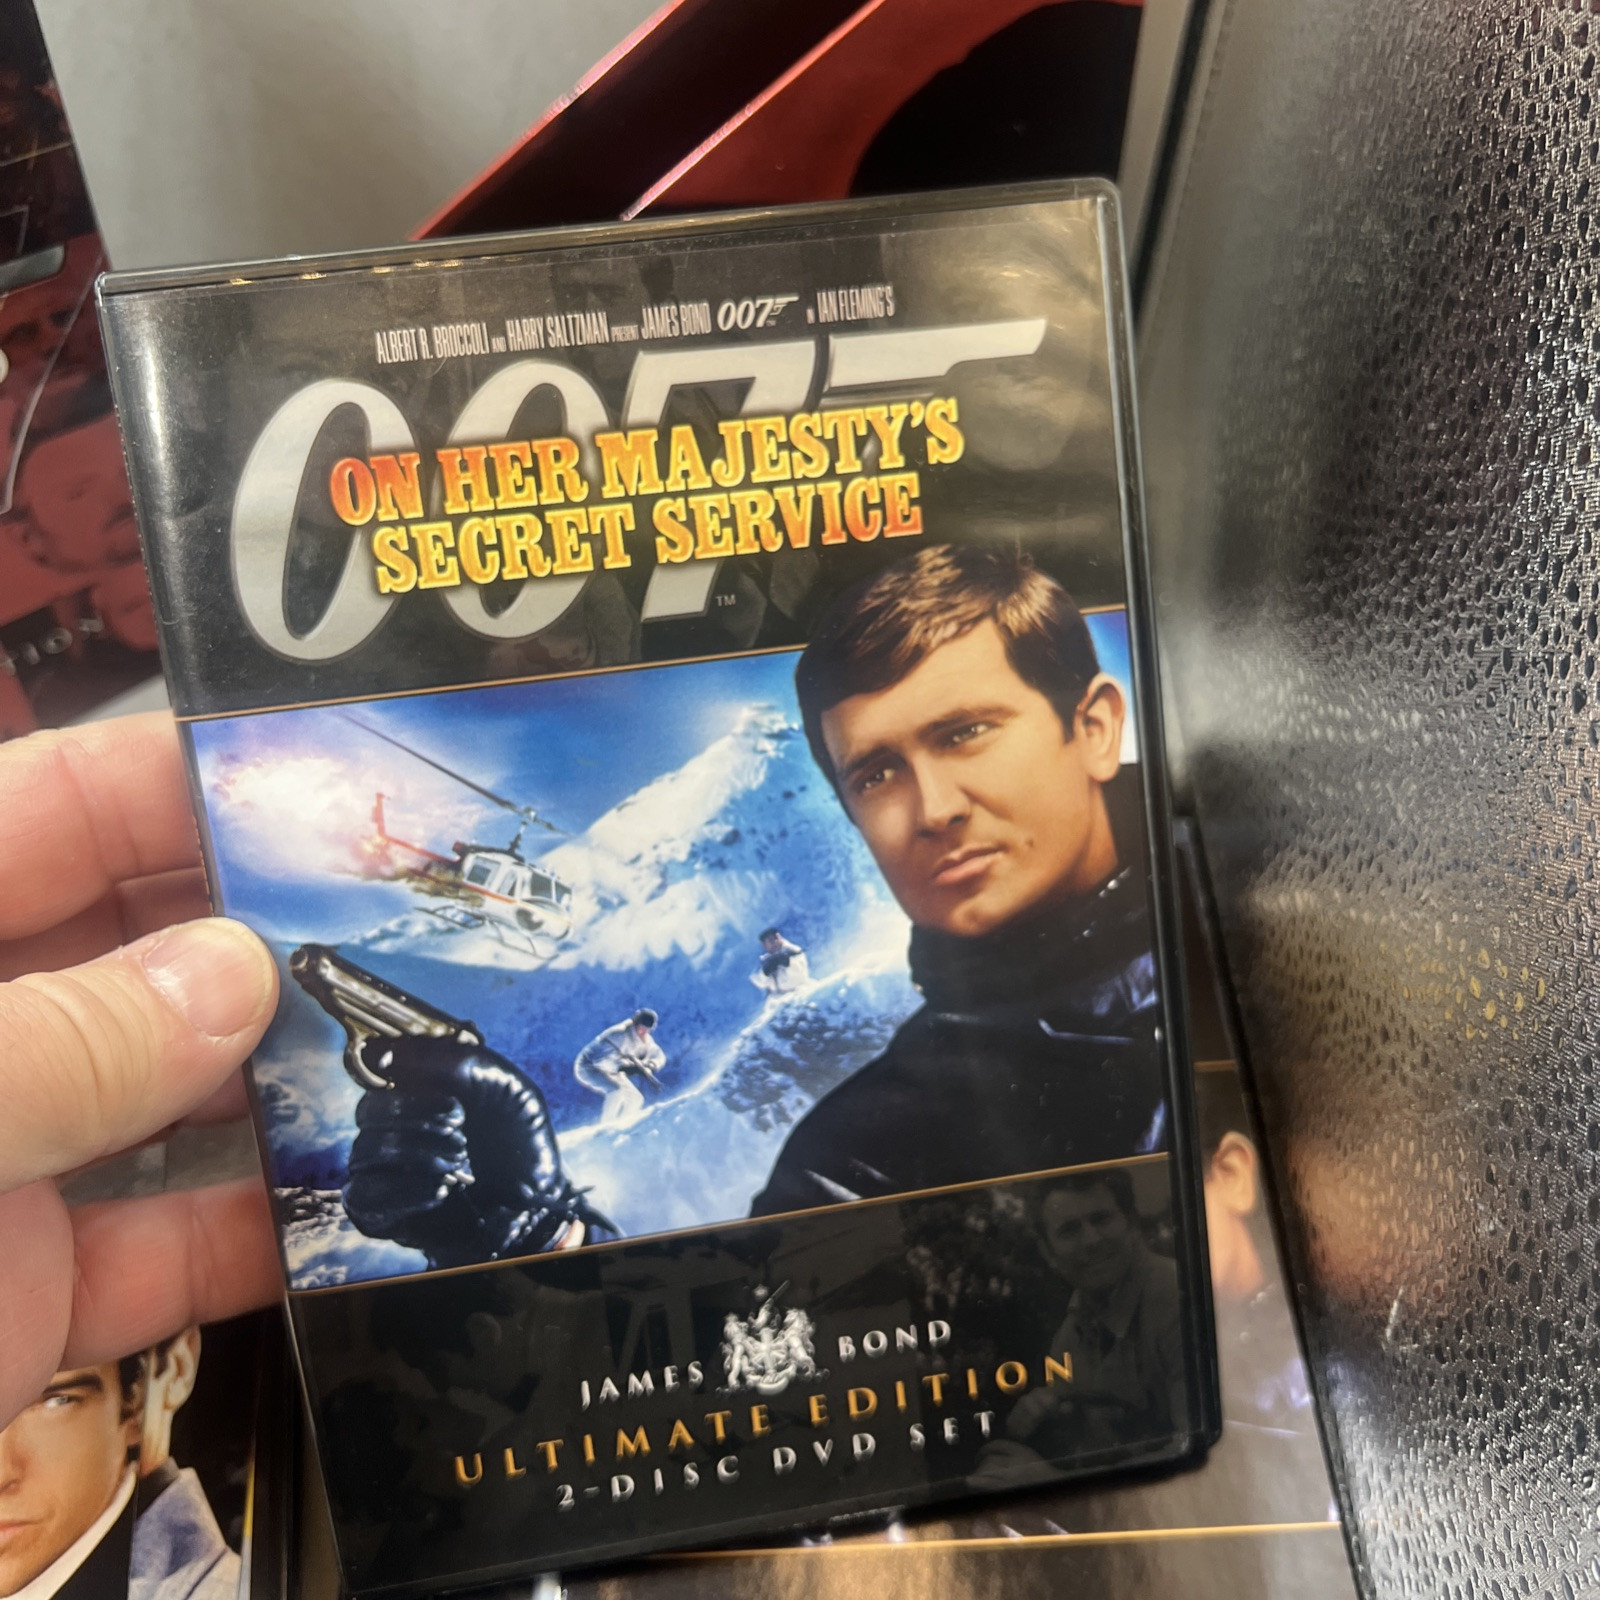 ALBERT R. BROCCOLI AND HARRY SALTZMAN PRESENT JAMES BOND 007 IN IAN FLEMING'S
007
ON HER MAJESTY'S
SECRET SERVICE
TM
JAMES BOND
ULTIMATE EDITION
2-DISC DVD SET